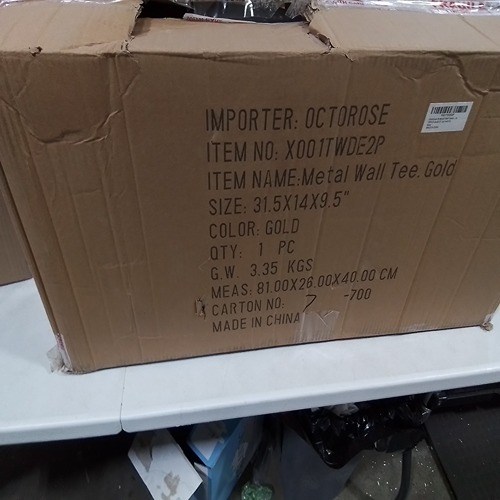 IMPORTER: OCTOROSE
ITEM NO: X001TWDE2P
ITEM NAME:Metal Wall Tee. Gold
SIZE: 31.5X14X9.5"
COLOR: GOLD
QTY: 1 PC
G.W. 3.35 KGS
MEAS: 81.00X26.00X40.00 CM
CARTON NO: 7 -700
MADE IN CHINA